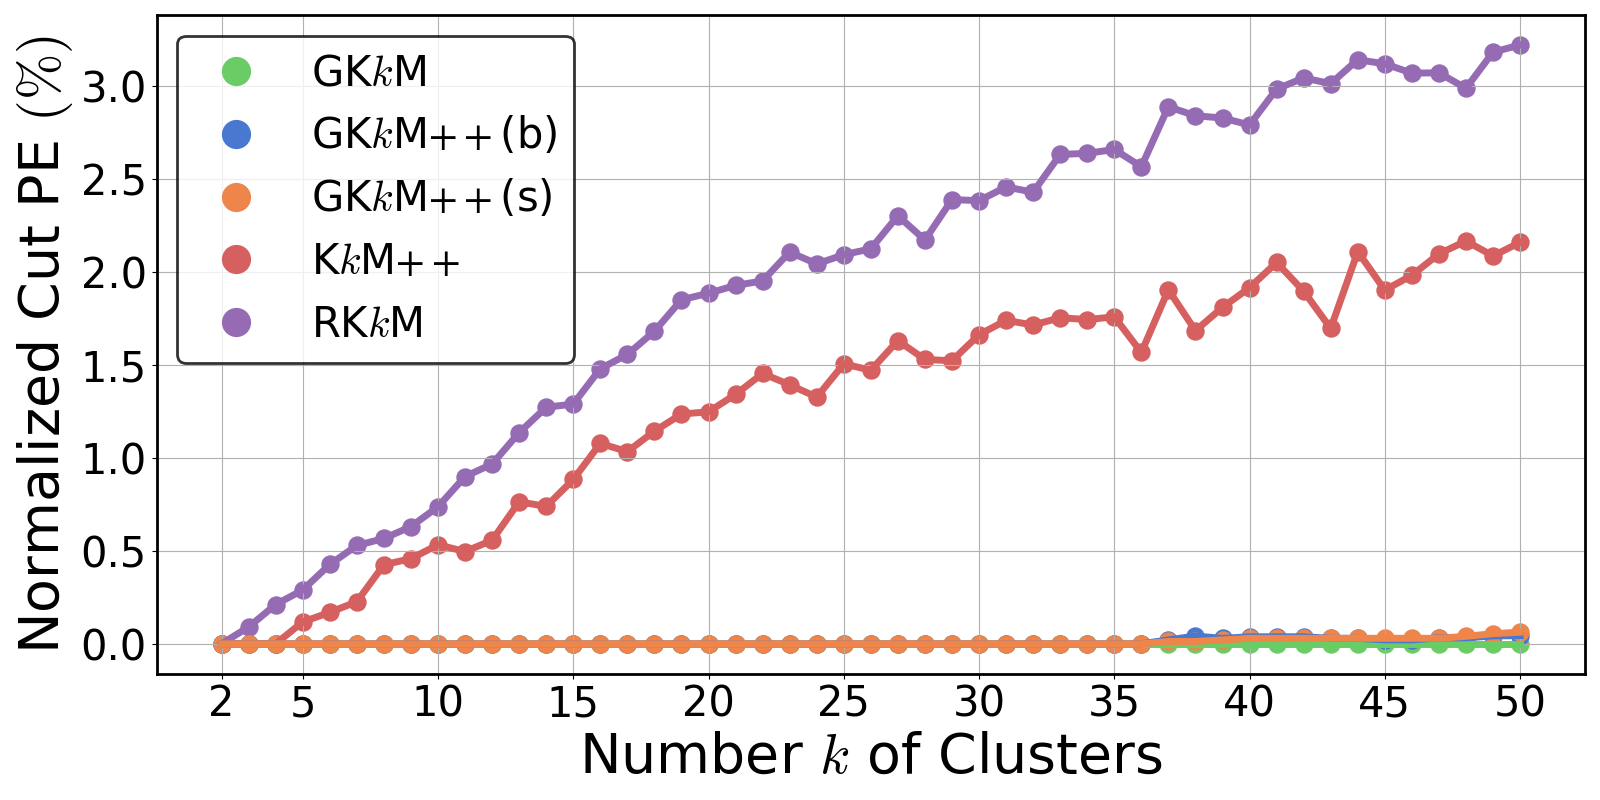 Normalized Cut PE (%)
3.0
2.5
2.0
1.5
1.0
0.5
0.0
GKkM
GKkM++(b)
GKkM++(s)
KkM++
RKkM
2 5 10 15 20 25 30 35 40 45 50
Number k of Clusters